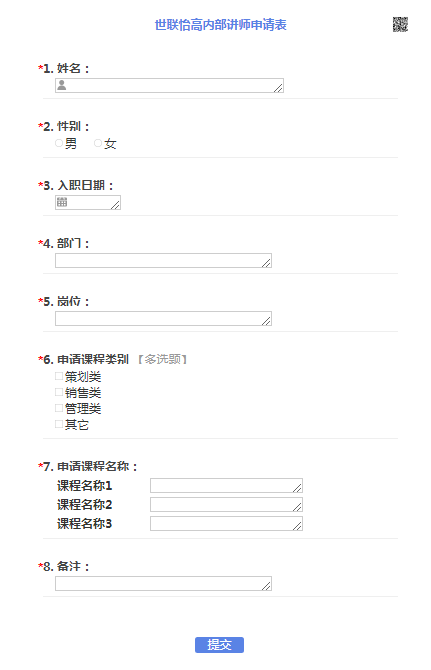 世联怡高内部讲师申请表
*1. 姓名：
*2. 性别：
男 女
*3. 入职日期：
*4. 部门：
*5. 岗位：
*6. 申请课程类别 【多选题】
策划类
销售类
管理类
其它
*7. 申请课程名称：
课程名称1
课程名称2
课程名称3
*8. 备注：
提交